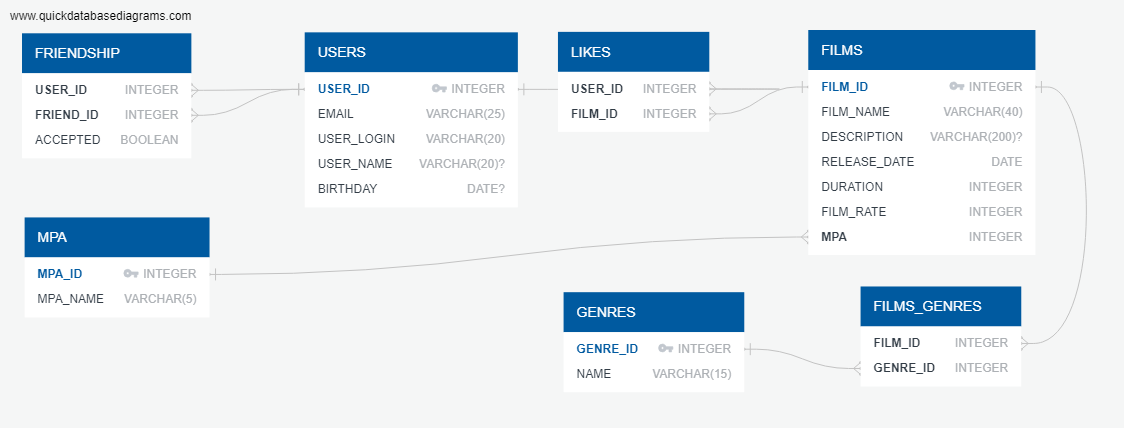 www.quickdatabasediagrams.com
FRIENDSHIP
USER_ID INTEGER
FRIEND_ID INTEGER
ACCEPTED BOOLEAN
USERS
USER_ID INTEGER
EMAIL VARCHAR(25)
USER_LOGIN VARCHAR(20)
USER_NAME VARCHAR(20)?
BIRTHDAY DATE?
LIKES
USER_ID INTEGER
FILM_ID INTEGER
FILMS
FILM_ID INTEGER
FILM_NAME VARCHAR(40)
DESCRIPTION VARCHAR(200)?
RELEASE_DATE DATE
DURATION INTEGER
FILM_RATE INTEGER
MPA INTEGER
MPA
MPA_ID INTEGER
MPA_NAME VARCHAR(5)
GENRES
GENRE_ID INTEGER
NAME VARCHAR(15)
FILMS_GENRES
FILM_ID INTEGER
GENRE_ID INTEGER